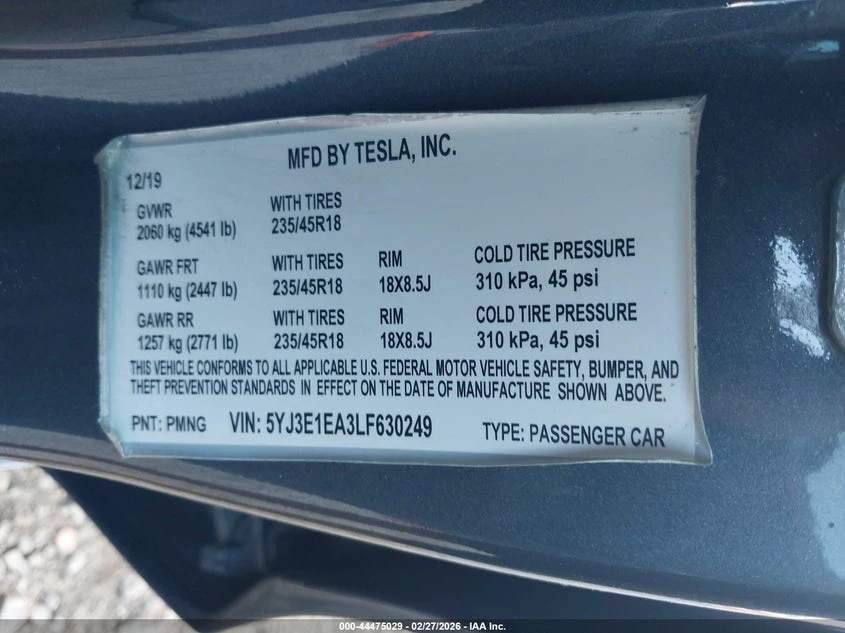 MFD BY TESLA, INC.
12/19
GVWR WITH TIRES
2060 kg (4541 lb) 235/45R18
GAWR FRT WITH TIRES RIM COLD TIRE PRESSURE
1110 kg (2447 lb) 235/45R18 18X8.5J 310 kPa, 45 psi
GAWR RR WITH TIRES RIM COLD TIRE PRESSURE
1257 kg (2771 lb) 235/45R18 18X8.5J 310 kPa, 45 psi
THIS VEHICLE CONFORMS TO ALL APPLICABLE U.S. FEDERAL MOTOR VEHICLE SAFETY, BUMPER, AND
THEFT PREVENTION STANDARDS IN EFFECT ON THE DATE OF MANUFACTURE SHOWN ABOVE.
PNT: PMNG VIN: 5YJ3E1EA3LF630249 TYPE: PASSENGER CAR
000-44475029 02/27/2026 - IAA Inc.